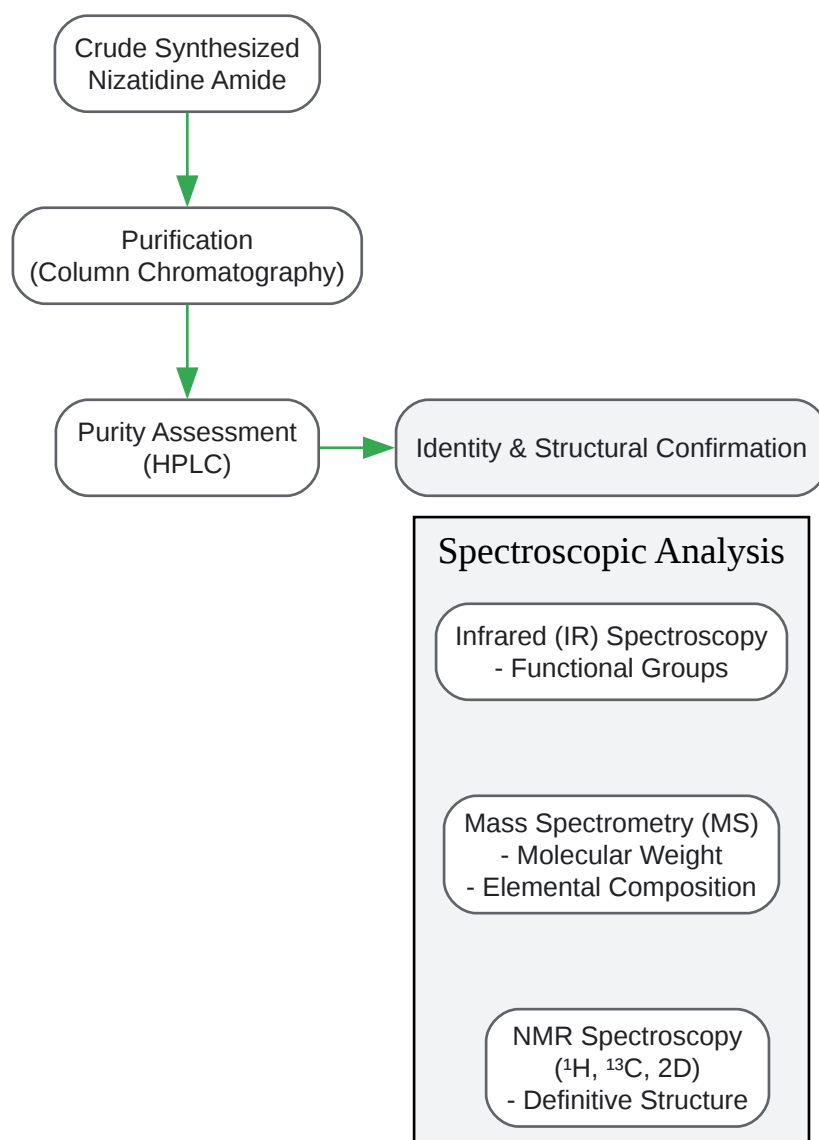 Crude Synthesized
Nizatidine Amide
Purification
(Column Chromatography)
Purity Assessment
(HPLC)
Identity & Structural Confirmation
Spectroscopic Analysis
Infrared (IR) Spectroscopy
- Functional Groups
Mass Spectrometry (MS)
- Molecular Weight
- Elemental Composition
NMR Spectroscopy
(¹H, ¹³C, 2D)
- Definitive Structure